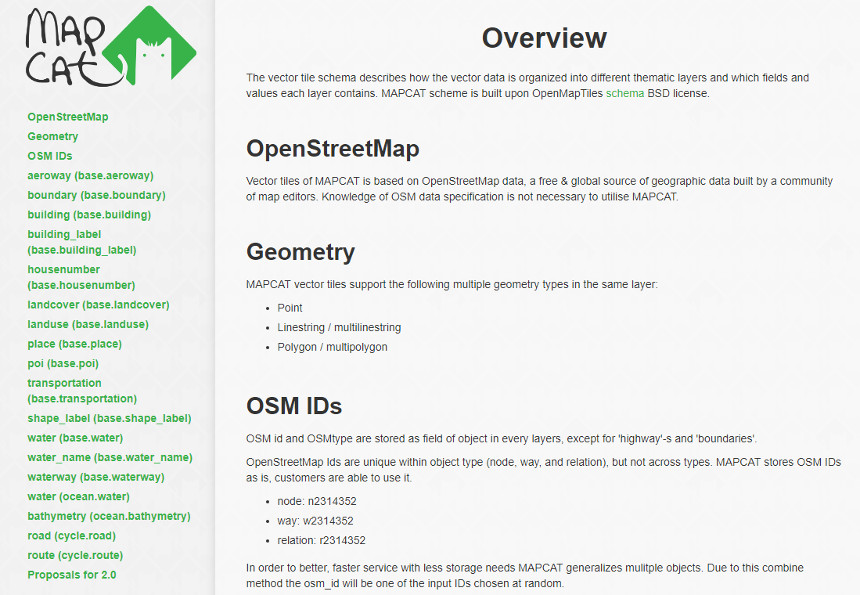 MAP
CAT
OpenStreetMap
Geometry
OSM IDs
aeroway (base.aeroway)
boundary (base.boundary)
building (base.building)
building_label
(base.building_label)
housenumber
(base.housenumber)
landcover (base.landcover)
landuse (base.landuse)
place (base.place)
poi (base.poi)
transportation
(base.transportation)
shape_label (base.shape_label)
water (base.water)
water_name (base.water_name)
waterway (base.waterway)
water (ocean.water)
bathymetry (ocean.bathymetry)
road (cycle.road)
route (cycle.route)
Proposals for 2.0
Overview
The vector tile schema describes how the vector data is organized into different thematic layers and which fields and
values each layer contains. MAPCAT scheme is built upon OpenMapTiles schema BSD license.
OpenStreetMap
Vector tiles of MAPCAT is based on OpenStreetMap data, a free & global source of geographic data built by a community
of map editors. Knowledge of OSM data specification is not necessary to utilise MAPCAT.
Geometry
MAPCAT vector tiles support the following multiple geometry types in the same layer:
• Point
• Linestring / multilinestring
• Polygon / multipolygon
OSM IDs
OSM id and OSMtype are stored as field of object in every layers, except for 'highway'-s and 'boundaries'.
OpenStreetMap Ids are unique within object type (node, way, and relation), but not across types. MAPCAT stores OSM IDs
as is, customers are able to use it.
• node: n2314352
• way: w2314352
• relation: r2314352
In order to better, faster service with less storage needs MAPCAT generalizes mulitple objects. Due to this combine
method the osm_id will be one of the input IDs chosen at random.